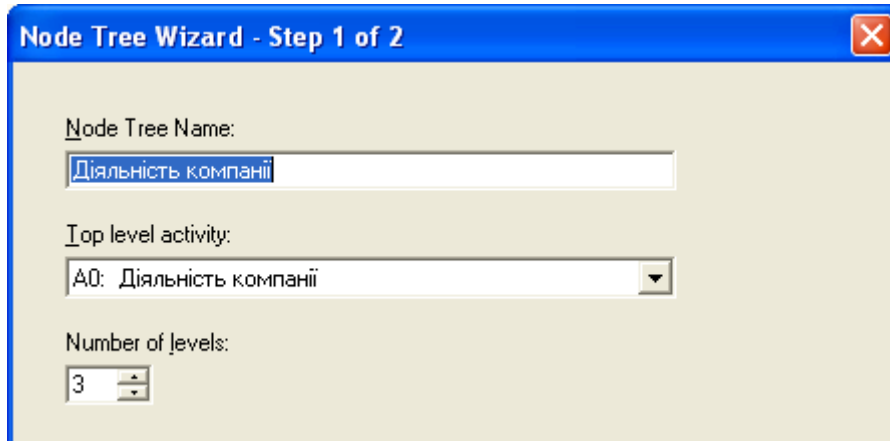 Node Tree Wizard - Step 1 of 2
Node Tree Name:
Діяльність компанії
Top level activity:
A0: Діяльність компанії
Number of levels:
3